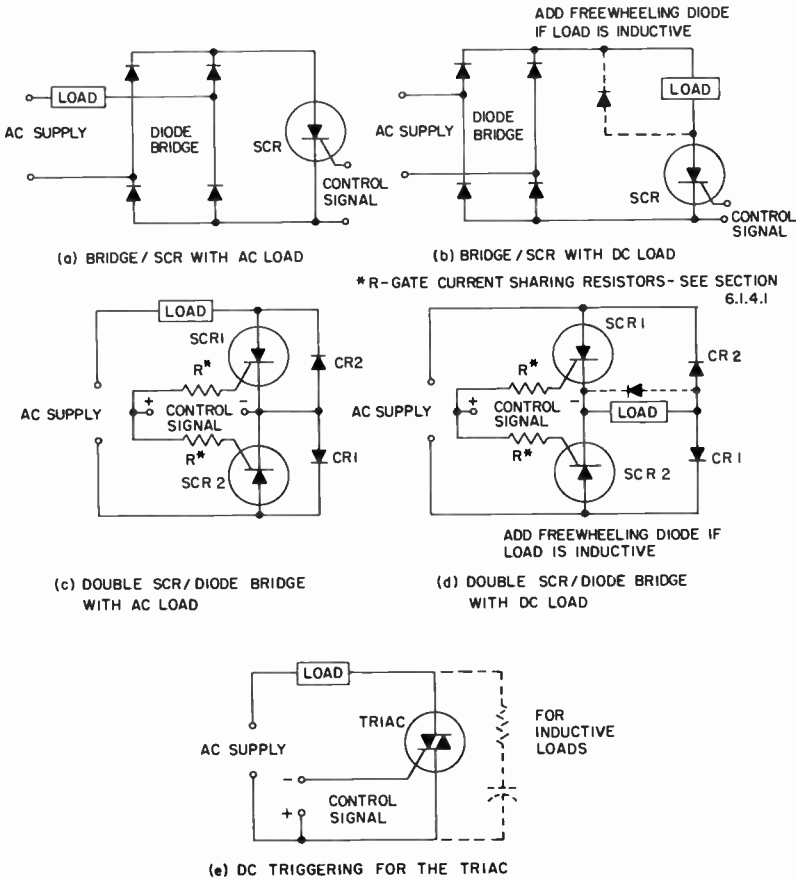 ADD FREEWHEELING DIODE
IF LOAD IS INDUCTIVE
LOAD
AC SUPPLY
DIODE
BRIDGE
SCR
CONTROL
SIGNAL
(a) BRIDGE/SCR WITH AC LOAD
LOAD
AC SUPPLY
DIODE
BRIDGE
SCR
CONTROL
SIGNAL
(b) BRIDGE/SCR WITH DC LOAD
*R-GATE CURRENT SHARING RESISTORS-SEE SECTION
6.1.4.1
LOAD
SCR1
R*
CR2
AC SUPPLY
+ CONTROL -
SIGNAL
R*
CR1
SCR 2
(c) DOUBLE SCR/DIODE BRIDGE
WITH AC LOAD
SCR 1
R*
CR 2
AC SUPPLY
+ CONTROL -
SIGNAL
LOAD
R*
CR 1
SCR 2
ADD FREEWHEELING DIODE IF
LOAD IS INDUCTIVE
(d) DOUBLE SCR/DIODE BRIDGE
WITH DC LOAD
LOAD
TRIAC
FOR
INDUCTIVE
LOADS
AC SUPPLY
-
CONTROL
SIGNAL
+
(e) DC TRIGGERING FOR THE TRIAC